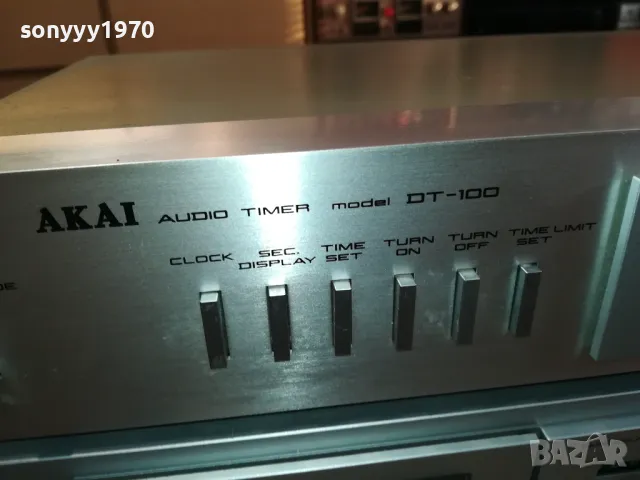 sonyyy1970
AKAI AUDIO TIMER model DT-100
CLOCK
SEC.
DISPLAY
TIME
SET
TURN
ON
TURN
OFF
TIME LIMIT
SET
DE
BAZAR